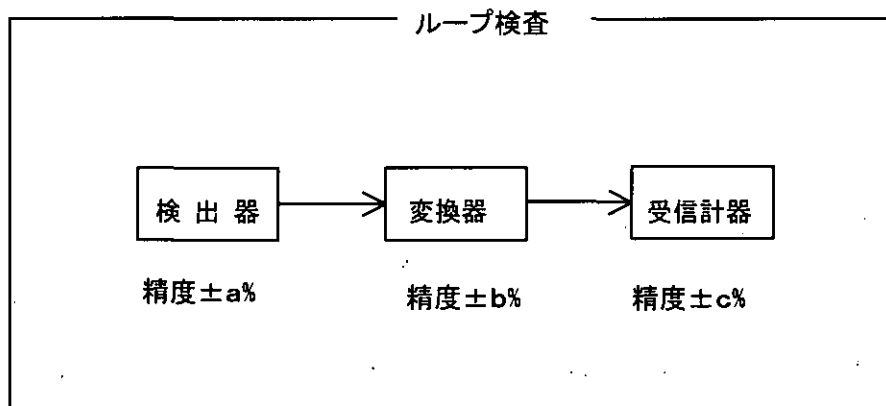 ループ検査
検出器
変換器
受信計器
精度±a%
精度±b%
精度±c%